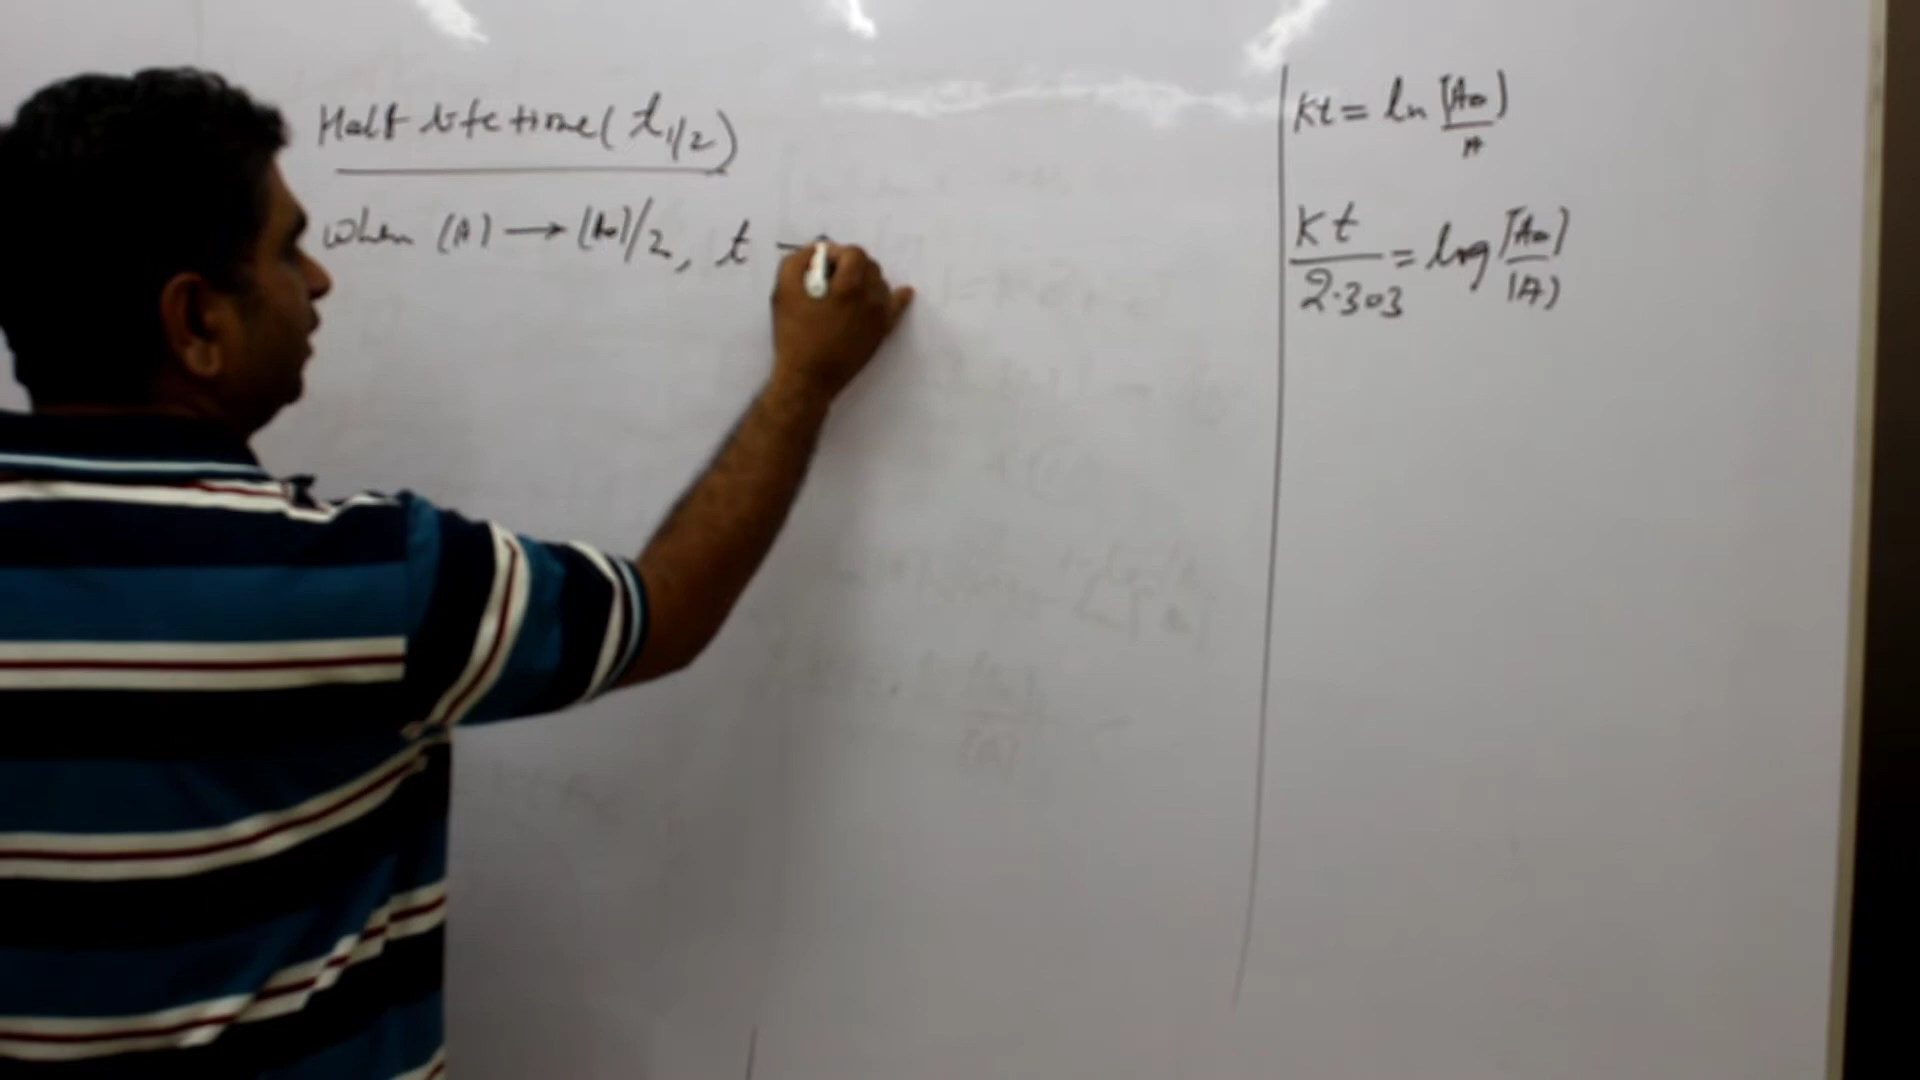 Half life time (t1/2)
When (A) → [A0]/2, t →
Kt = ln [A0] / A
Kt / 2.303 = log [A0] / (A)